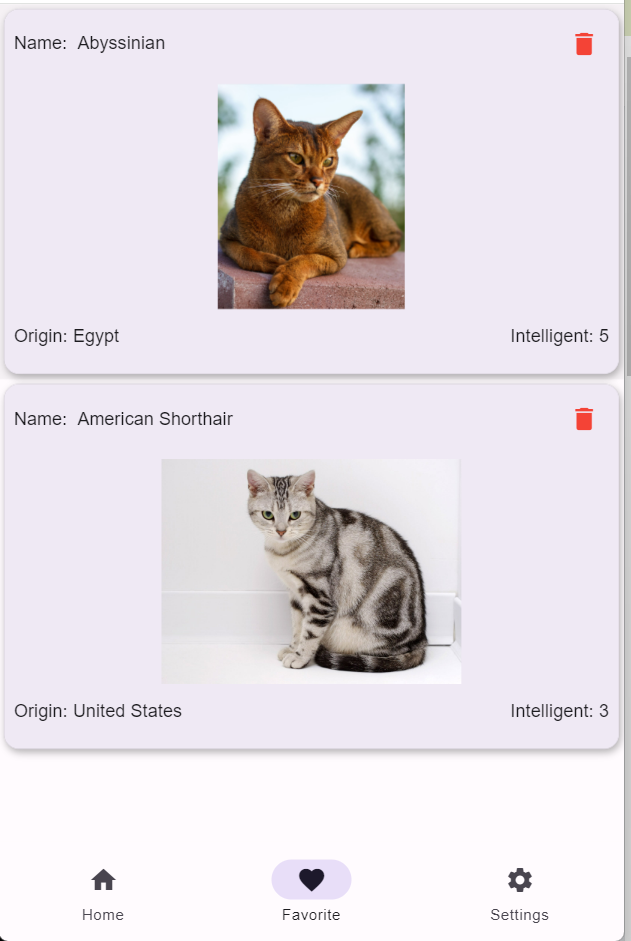 Name:  Abyssinian
Origin: Egypt
Intelligent: 5
Name:  American Shorthair
Origin: United States
Intelligent: 3
Home
Favorite
Settings